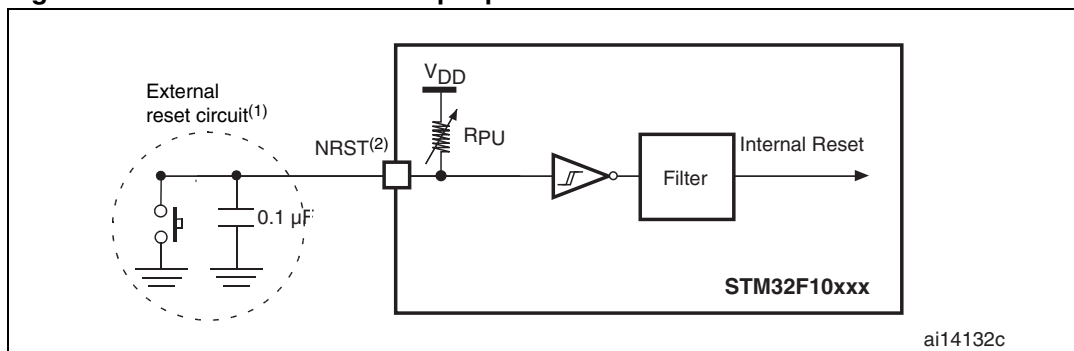 External
reset circuit(1)
VDD
RPU
NRST(2)
Internal Reset
Filter
0.1 µF
STM32F10xxx
ai14132c